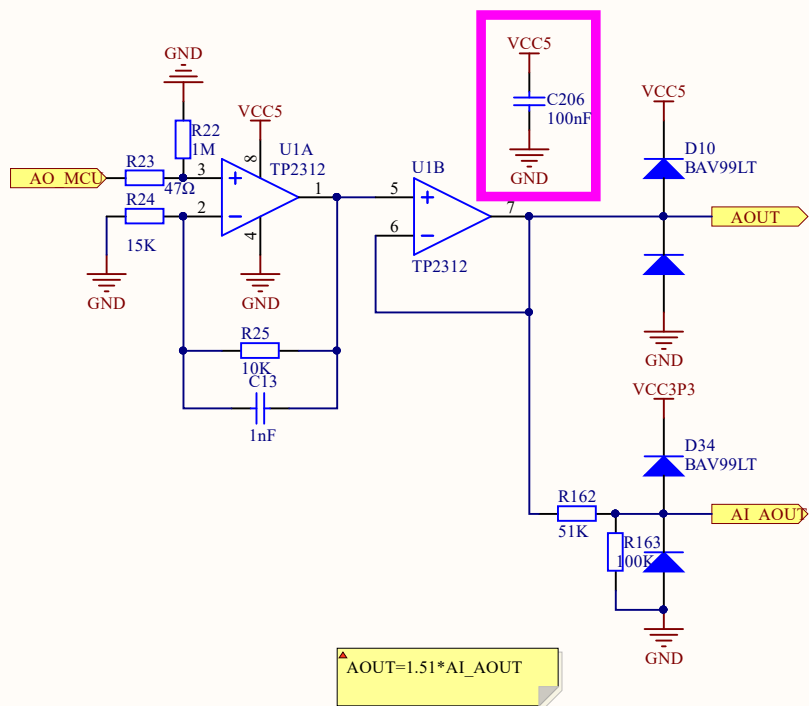 VCC5
C206
100nF
GND
GND
VCC5
VCC5
R22
1M
U1A
TP2312
8
D10
BAV99LT
AO_MCU
R23
47Ω
3
1
U1B
5
R24
2
7
AOUT
15K
4
6
TP2312
GND
GND
GND
R25
10K
C13
1nF
VCC3P3
D34
BAV99LT
R162
51K
AI_AOUT
R163
100K
GND
AOUT=1.51*AI_AOUT